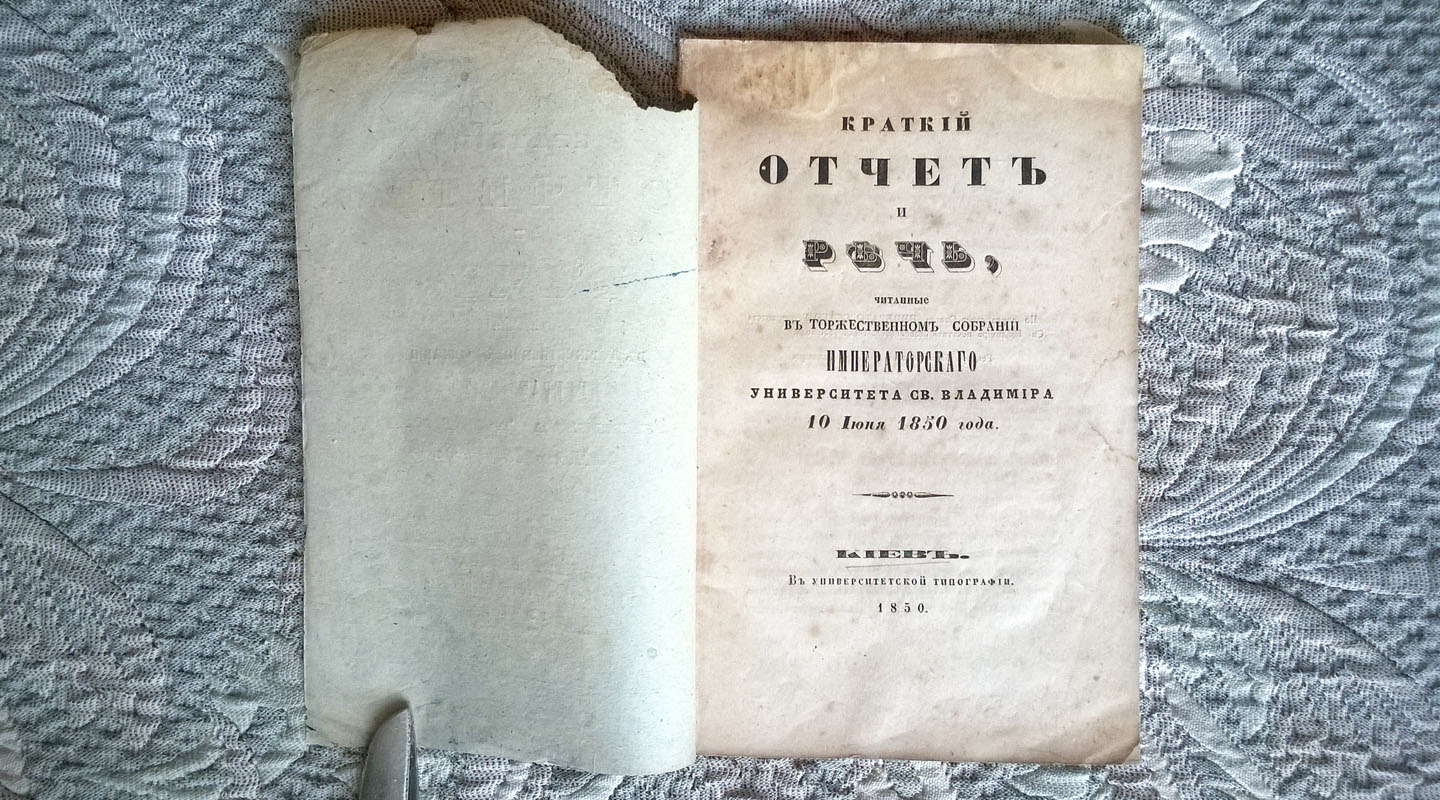 КРАТКІЙ
ОТЧЕТЪ
И
РѢЧЬ,
ЧИТАННЫЕ
ВЪ ТОРЖЕСТВЕННОМЪ СОБРАНІИ
ИМПЕРАТОРСКАГО
УНИВЕРСИТЕТА СВ. ВЛАДИМІРА
10 Іюня 1850 года.
КІЕВЪ.
Въ университетской типографіи.
1850.